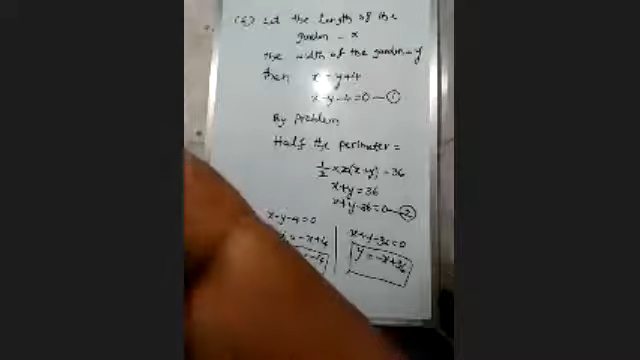 Let the length of the
garden = x
the width of the garden = y
then x = y+4
x-y-4=0 — ①
By problem
Half the perimeter =
1/2 × 2(x+y) = 36
x+y = 36
x+y-36=0 — ②
x-y-4=0
= -x+4
x+y-36=0
y = -x+36